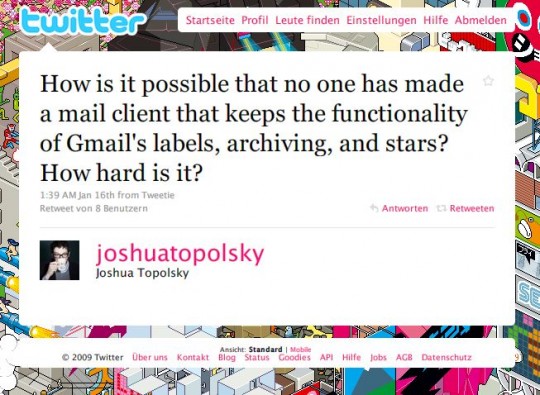 twitter
Startseite Profil Leute finden Einstellungen Hilfe Abmelden
How is it possible that no one has made
a mail client that keeps the functionality
of Gmail's labels, archiving, and stars?
How hard is it?
1:39 AM Jan 16th from Tweetie
Retweet von 8 Benutzern
Antworten Retweeten
joshuatopolsky
Joshua Topolsky
Ansicht: Standard | Mobile
© 2009 Twitter Über uns Kontakt Blog Status Goodies API Hilfe Jobs AGB Datenschutz